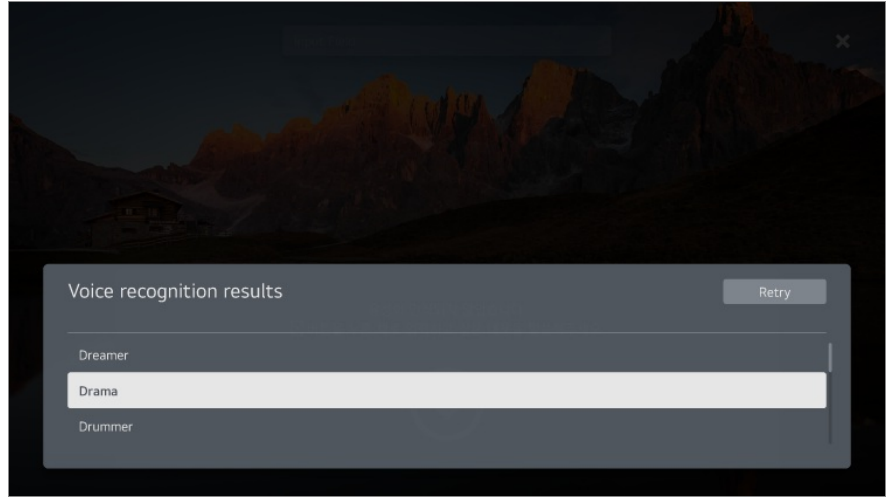 Voice recognition results
Retry
Dreamer
Drama
Drummer